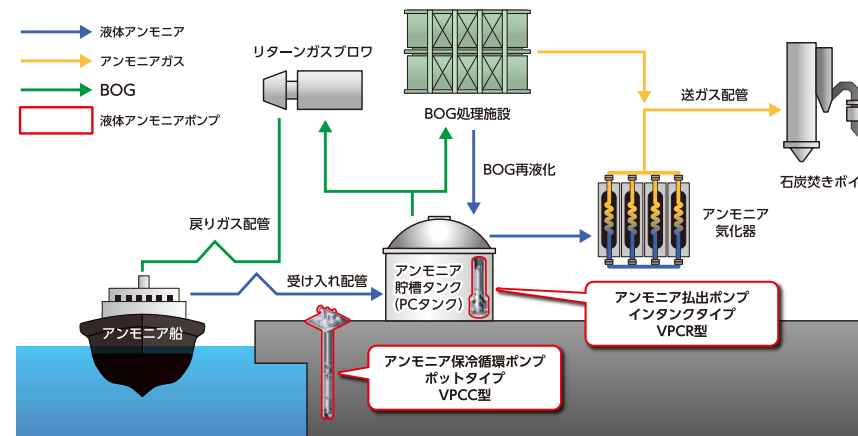 液体アンモニア
アンモニアガス
BOG
液体アンモニアポンプ
リターンガスブロワ
BOG処理施設
送ガス配管
BOG再液化
石炭焚きボイ
アンモニア
気化器
戻りガス配管
受け入れ配管
アンモニア
貯槽タンク
(PCタンク)
アンモニア払出ポンプ
インタンクタイプ
VPCR型
アンモニア船
アンモニア保冷循環ポンプ
ポットタイプ
VPCC型